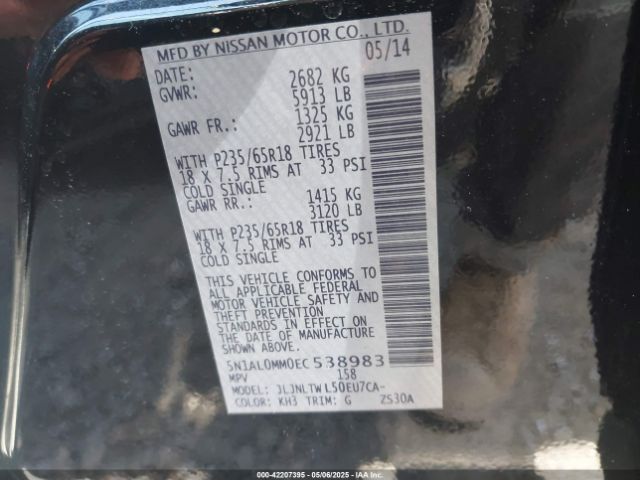 MFD BY NISSAN MOTOR CO., LTD.
DATE: 05/14
GVWR: 2682 KG
5913 LB
GAWR FR.: 1325 KG
2921 LB
WITH P235/65R18 TIRES
18 X 7.5 RIMS AT 33 PSI
COLD SINGLE
GAWR RR.: 1415 KG
3120 LB
WITH P235/65R18 TIRES
18 X 7.5 RIMS AT 33 PSI
COLD SINGLE
THIS VEHICLE CONFORMS TO
ALL APPLICABLE FEDERAL
MOTOR VEHICLE SAFETY AND
THEFT PREVENTION
STANDARDS IN EFFECT ON
THE DATE OF MANUFACTURE
SHOWN ABOVE.
5N1AL0MM0EC538983
MPV 158
MODEL: JLJNLTWL50EU7CA-
COLOR: KH3 TRIM: G ZS30A
000-42207395 - 05/06/2025 - IAA Inc.